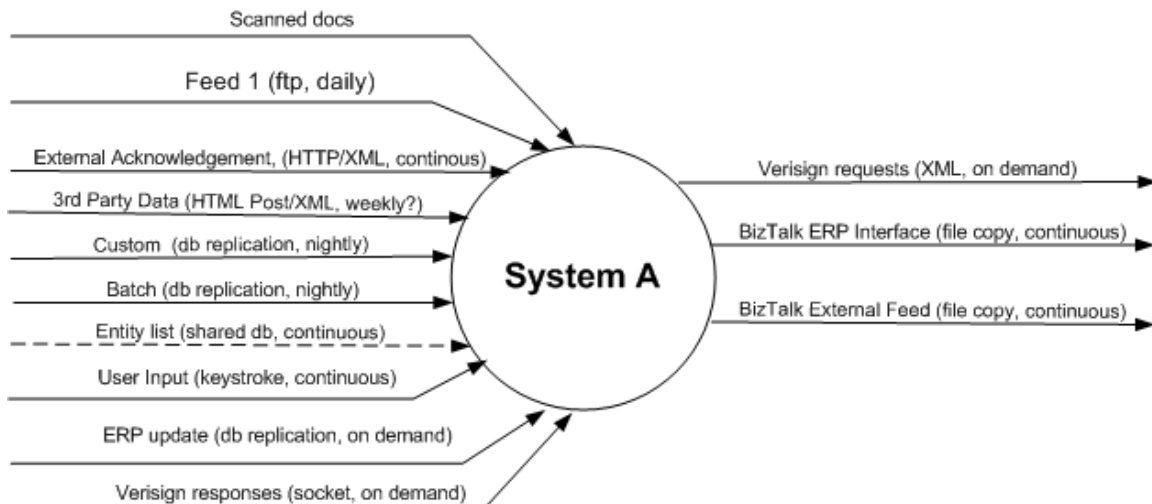 Scanned docs
Feed 1 (ftp, daily)
External Acknowledgement, (HTTP/XML, continous)
3rd Party Data (HTML Post/XML, weekly?)
Custom (db replication, nightly)
Batch (db replication, nightly)
Entity list (shared db, continuous)
User Input (keystroke, continuous)
ERP update (db replication, on demand)
Verisign responses (socket, on demand)
System A
Verisign requests (XML, on demand)
BizTalk ERP Interface (file copy, continuous)
BizTalk External Feed (file copy, continuous)